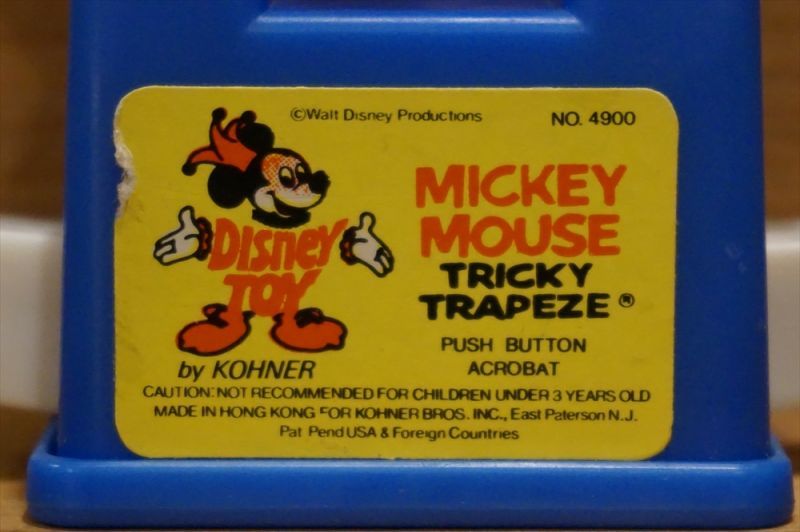 ©Walt Disney Productions
NO. 4900
DISNEY
TOY
by KOHNER
MICKEY
MOUSE
TRICKY
TRAPEZE®
PUSH BUTTON
ACROBAT
CAUTION: NOT RECOMMENDED FOR CHILDREN UNDER 3 YEARS OLD
MADE IN HONG KONG FOR KOHNER BROS. INC., East Paterson N.J.
Pat Pend USA & Foreign Countries